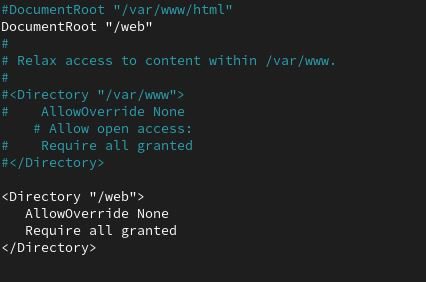 #DocumentRoot "/var/www/html"
DocumentRoot "/web"
#
# Relax access to content within /var/www.
#
#<Directory "/var/www">
#    AllowOverride None
    # Allow open access:
#    Require all granted
#</Directory>

<Directory "/web">
   AllowOverride None
   Require all granted
</Directory>